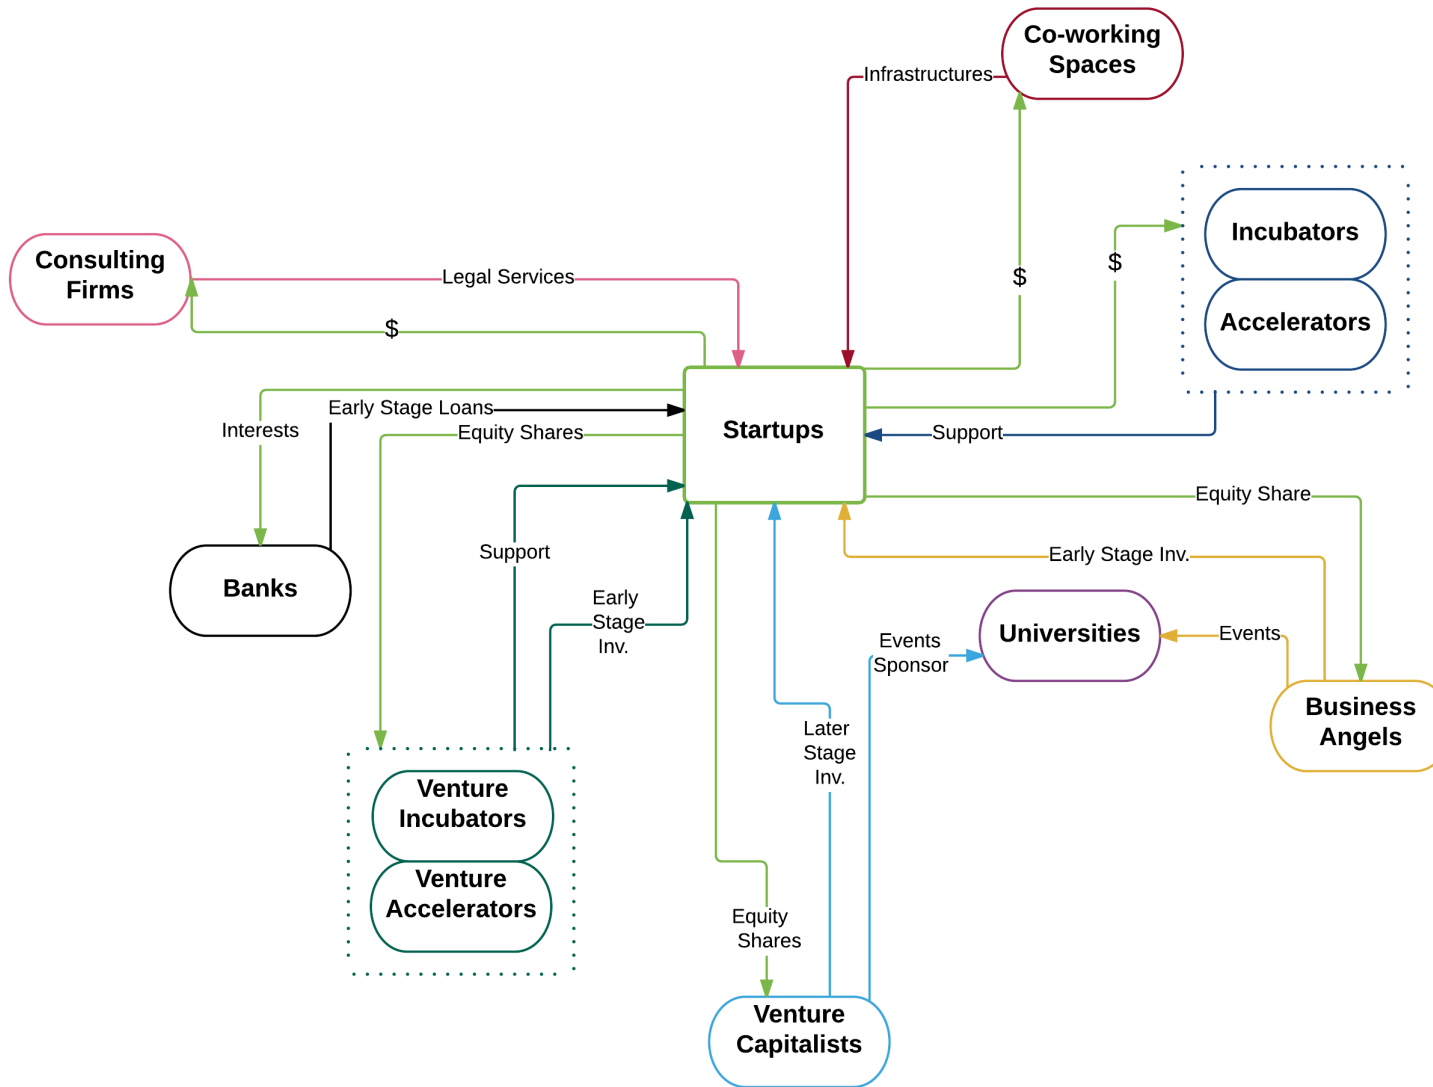 Co-working
Spaces
Infrastructures
Incubators
Accelerators
$
$
Consulting
Firms
Legal Services
$
Early Stage Loans
Interests
Equity Shares
Startups
Support
Equity Share
Support
Early Stage Inv.
Banks
Early
Stage
Inv.
Universities
Events
Sponsor
Events
Business
Angels
Later
Stage
Inv.
Venture
Incubators
Venture
Accelerators
Equity
Shares
Venture
Capitalists